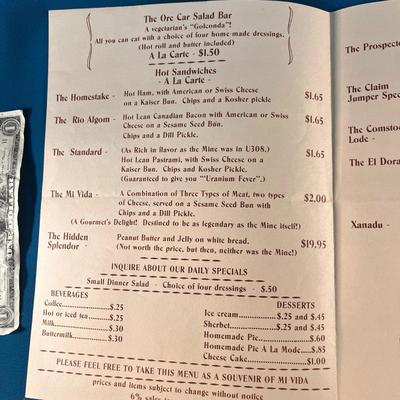 The Ore Car Salad Bar
A vegetarian's "Golconda"!
All you can eat with a choice of four home-made dressings.
(Hot roll and butter included)
A La Carte - $1.50
Hot Sandwiches
- A La Carte -
The Homestake - Hot Ham, with American or Swiss Cheese $1.65
on a Kaiser Bun. Chips and a Kosher pickle
The Rio Algom - Hot Lean Canadian Bacon with American or Swiss $1.65
Cheese on a Sesame Seed Bun.
Chips and a Dill Pickle.
The Standard - (As Rich in flavor as the Mine was in U308.) $1.65
Hot Lean Pastrami, with Swiss Cheese on a
Kaiser Bun. Chips and Kosher Pickle.
(Guaranteed to give you "'Uranium Fever".)
The Mi Vida - A Combination of Three Types of Meat, two types $2.00
of Cheese, served on a Sesame Seed Bun with
Chips and a Dill Pickle.
(A Gourmet's Delight! Destined to be as legendary as the Mine itself!)
The Hidden Peanut Butter and Jelly on white bread. $19.95
Splendor - (Not worth the price, but then, neither was the Mine!)
INQUIRE ABOUT OUR DAILY SPECIALS
Small Dinner Salad - Choice of four dressings - $.50
BEVERAGES
Coffee $.25
Hot or iced tea $.25
Milk $.30
Buttermilk $.30
DESSERTS
Ice cream $.25 and $.45
Sherbet $.25 and $.45
Homemade Pie $.60
Homemade Pie A La Mode $.85
Cheese Cake $1.00
PLEASE FEEL FREE TO TAKE THIS MENU AS A SOUVENIR OF MI VIDA
prices and items subject to change without notice
6% sales
The Prospecto
The Claim
Jumper Spec
The Comstoc
Lode -
The El Dora
Xanadu -